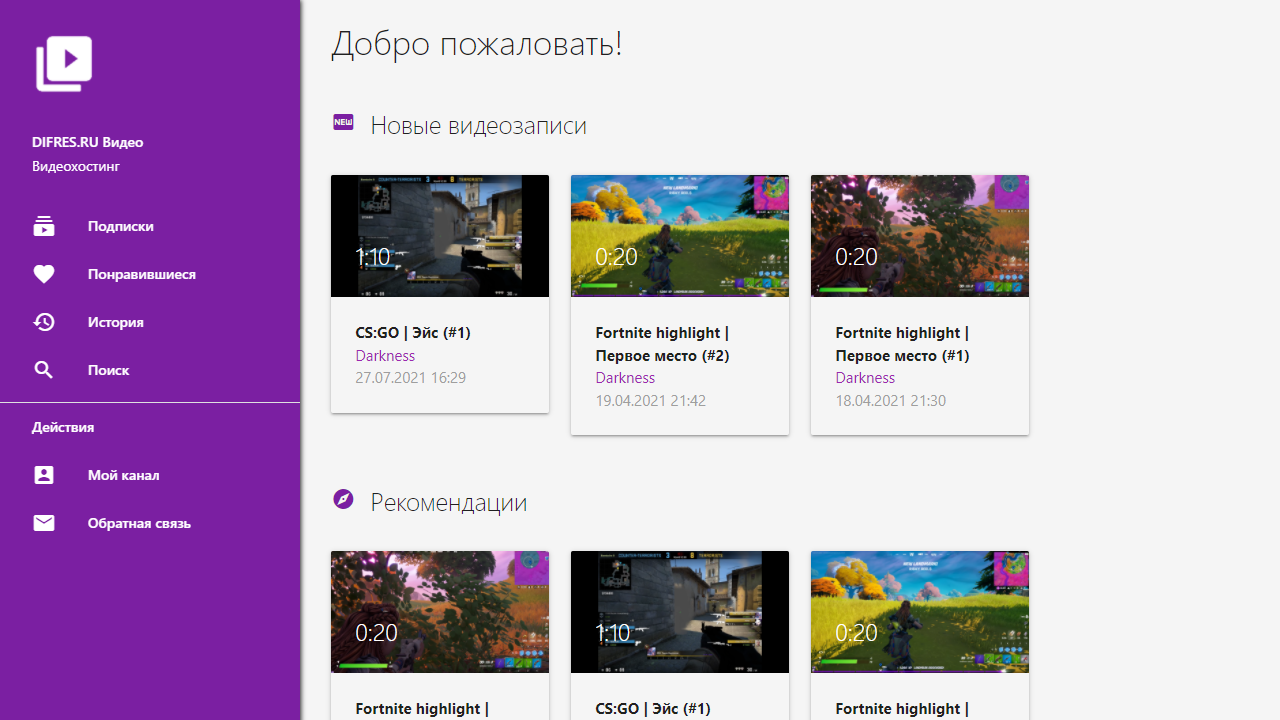 DIFRES.RU Видео
Видеохостинг
Подписки
Понравившиеся
История
Поиск
Действия
Мой канал
Обратная связь
Добро пожаловать!
NEW Новые видеозаписи
1:10
CS:GO | Эйс (#1)
Darkness
27.07.2021 16:29
0:20
Fortnite highlight |
Первое место (#2)
Darkness
19.04.2021 21:42
0:20
Fortnite highlight |
Первое место (#1)
Darkness
18.04.2021 21:30
Рекомендации
0:20
Fortnite highlight |
1:10
CS:GO | Эйс (#1)
0:20
Fortnite highlight |